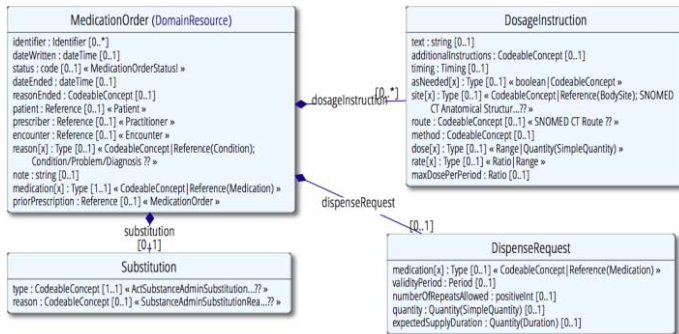 MedicationOrder (DomainResource)
identifier : Identifier [0..*]
dateWritten : dateTime [0..1]
status : code [0..1] « MedicationOrderStatus! »
dateEnded : dateTime [0..1]
reasonEnded : CodeableConcept [0..1]
patient : Reference [0..1] « Patient »
prescriber : Reference [0..1] « Practitioner »
encounter : Reference [0..1] « Encounter »
reason[x] : Type [0..1] « CodeableConcept|Reference(Condition);
Condition/Problem/Diagnosis ?? »
note : string [0..1]
medication[x] : Type [1..1] « CodeableConcept|Reference(Medication) »
priorPrescription : Reference [0..1] « MedicationOrder »
dosageInstruction
[0..*]
DosageInstruction
text : string [0..1]
additionalInstructions : CodeableConcept [0..1]
timing : Timing [0..1]
asNeeded[x] : Type [0..1] « boolean|CodeableConcept »
site[x] : Type [0..1] « CodeableConcept|Reference(BodySite); SNOMED
CT Anatomical Structur...?? »
route : CodeableConcept [0..1] « SNOMED CT Route ?? »
method : CodeableConcept [0..1]
dose[x] : Type [0..1] « Range|Quantity(SimpleQuantity) »
rate[x] : Type [0..1] « Ratio|Range »
maxDosePerPeriod : Ratio [0..1]
dispenseRequest
[0..1]
substitution
[0..1]
Substitution
type : CodeableConcept [1..1] « ActSubstanceAdminSubstitution...?? »
reason : CodeableConcept [0..1] « SubstanceAdminSubstitutionRea...?? »
DispenseRequest
medication[x] : Type [0..1] « CodeableConcept|Reference(Medication) »
validityPeriod : Period [0..1]
numberOfRepeatsAllowed : positiveInt [0..1]
quantity : Quantity(SimpleQuantity) [0..1]
expectedSupplyDuration : Quantity(Duration) [0..1]